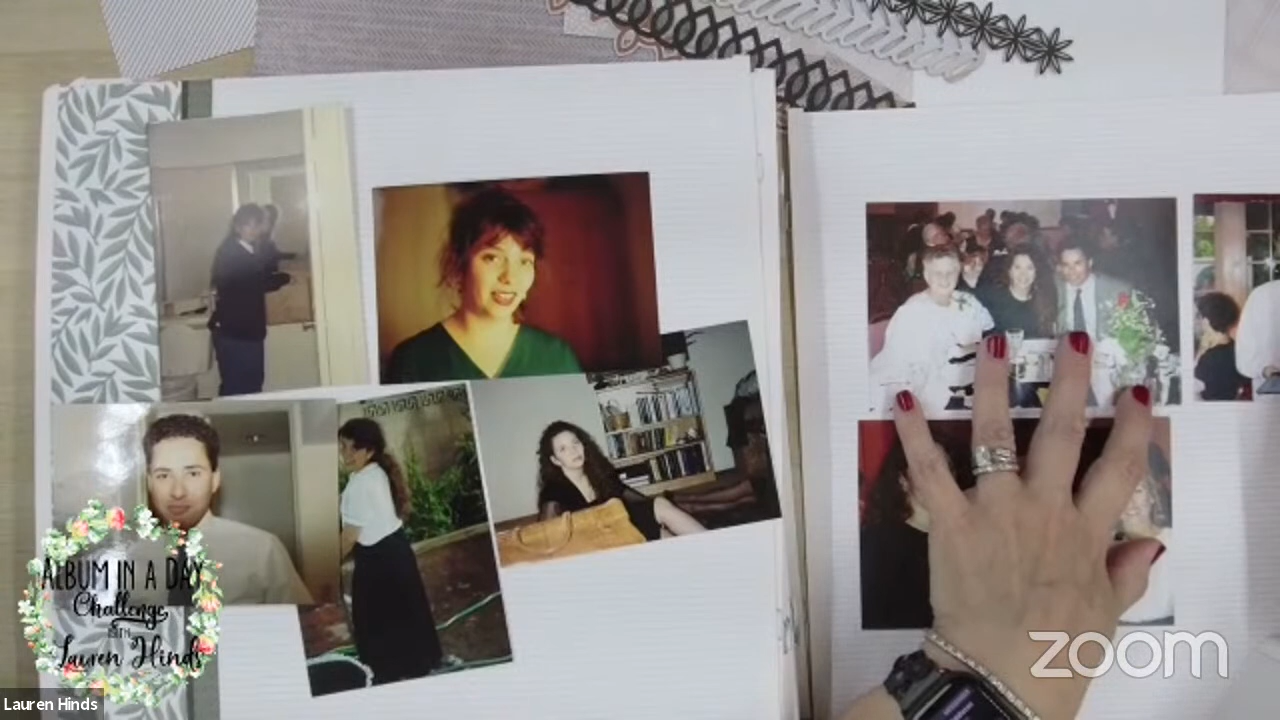 ALBUM IN A DAY
Challenge
WITH
Lauren Hinds
Lauren Hinds
zoom